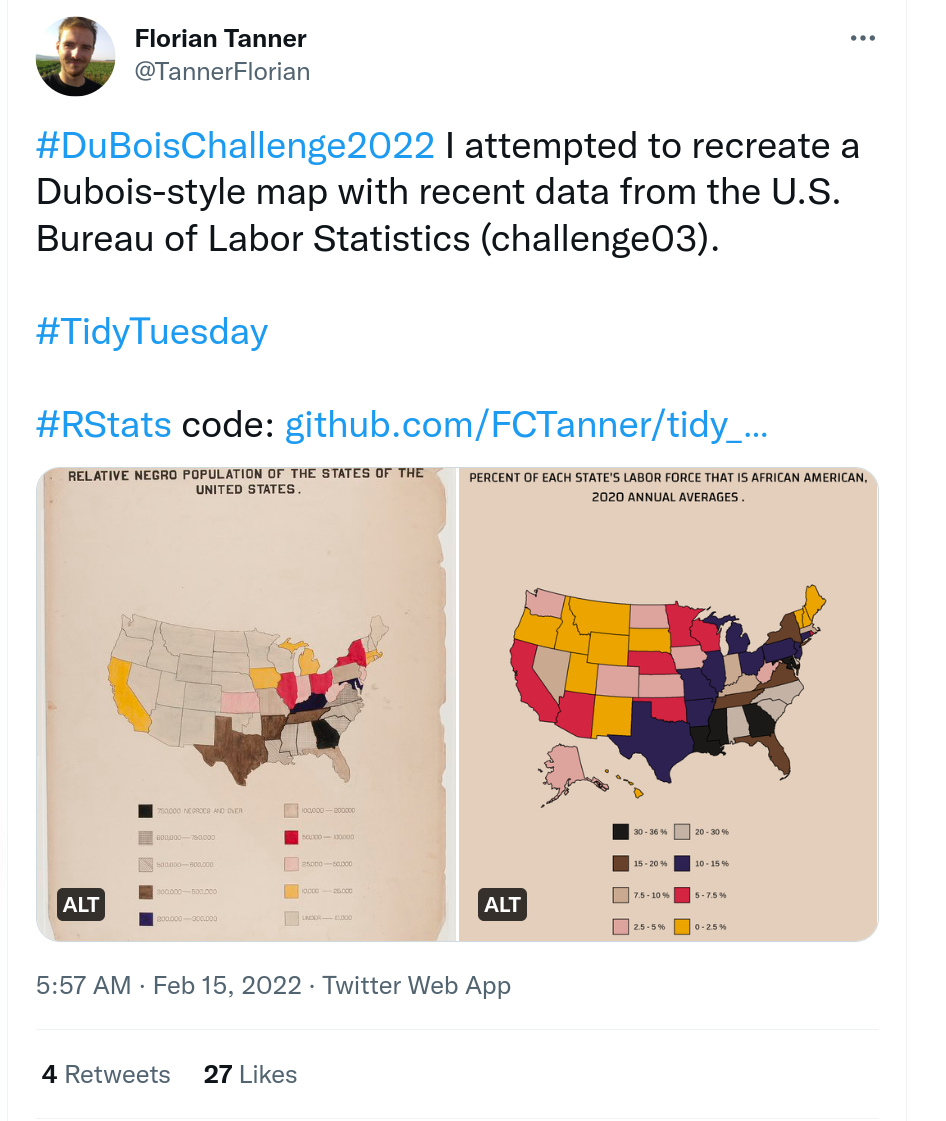 Florian Tanner
@TannerFlorian
#DuBoisChallenge2022 I attempted to recreate a
Dubois-style map with recent data from the U.S.
Bureau of Labor Statistics (challenge03).
#TidyTuesday
#RStats code: github.com/FCTanner/tidy_...
RELATIVE NEGRO POPULATION OF THE STATES OF THE
UNITED STATES.
750,000 NEGROES AND OVER
600,000—750,000
500,000—600,000
300,000—500,000
200,000—300,000
100,000—200,000
50,000—100,000
25,000—50,000
10,000—25,000
UNDER—10,000
ALT
PERCENT OF EACH STATE'S LABOR FORCE THAT IS AFRICAN AMERICAN,
2020 ANNUAL AVERAGES .
30 - 36 %
20 - 30 %
15 - 20 %
10 - 15 %
7.5 - 10 %
5 - 7.5 %
2.5 - 5 %
0 - 2.5 %
ALT
5:57 AM · Feb 15, 2022 · Twitter Web App
4 Retweets 27 Likes